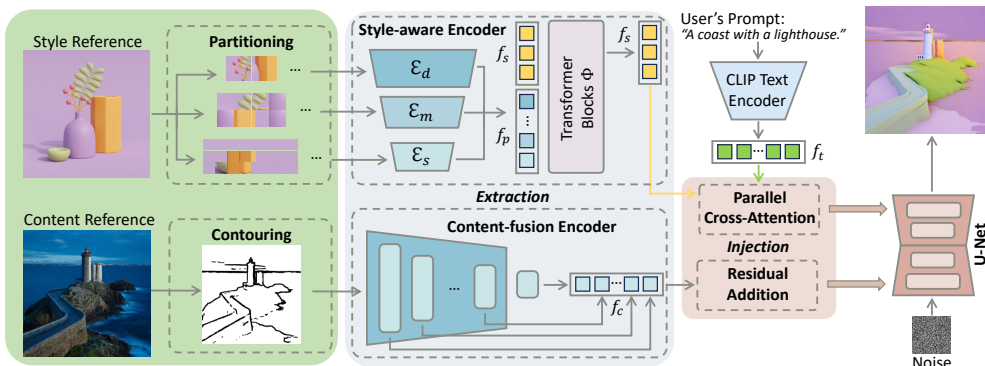 Style Reference
Partitioning
...
...
...
Style-aware Encoder
ℰd
ℰm
ℰs
fs
fp
Transformer
Blocks Φ
fs
User's Prompt:
"A coast with a lighthouse."
CLIP Text
Encoder
ft
Extraction
Content Reference
Contouring
Content-fusion Encoder
...
fc
Parallel
Cross-Attention
Injection
Residual
Addition
U-Net
Noise